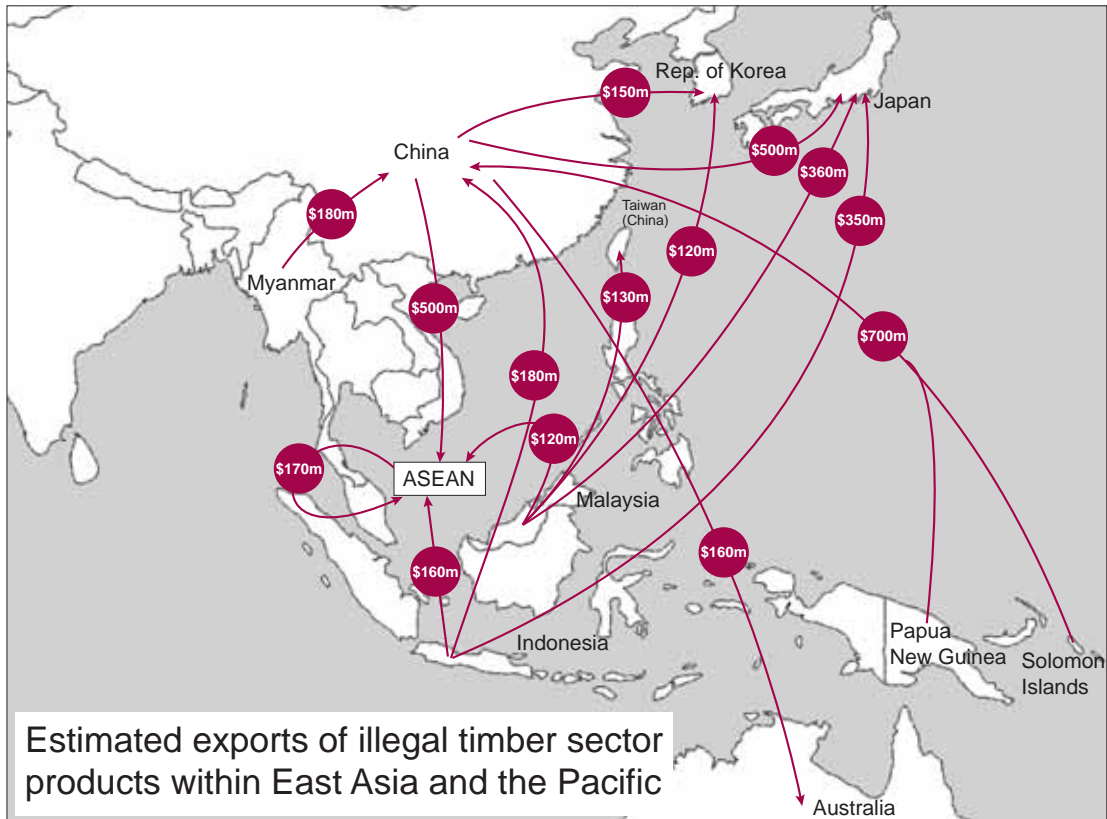 Rep. of Korea
$150m
Japan
China
$500m
$360m
$180m
Taiwan
(China)
$350m
$120m
Myanmar
$130m
$500m
$700m
$180m
$120m
$170m
ASEAN
Malaysia
$160m
$160m
Indonesia
Papua
New Guinea
Solomon
Islands
Estimated exports of illegal timber sector
products within East Asia and the Pacific
Australia